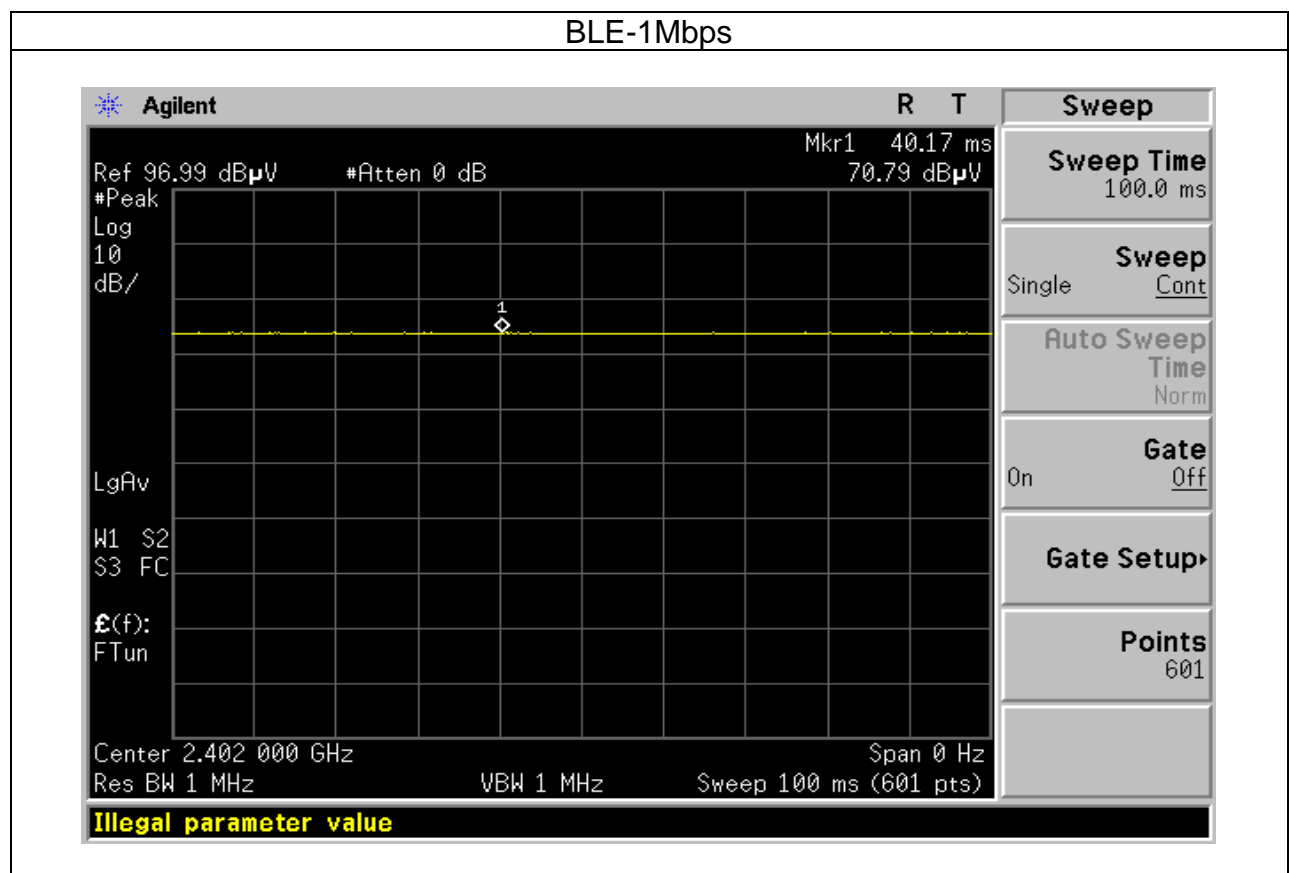 BLE-1Mbps
Agilent R T
Mkr1 40.17 ms
Ref 96.99 dBµV #Atten 0 dB 70.79 dBµV
#Peak
Log
10
dB/
1
LgAv
W1 S2
S3 FC
£(f):
FTun
Center 2.402 000 GHz Span 0 Hz
Res BW 1 MHz VBW 1 MHz Sweep 100 ms (601 pts)
Illegal parameter value
Sweep
Sweep Time
100.0 ms
Sweep
Single Cont
Auto Sweep
Time
Norm
Gate
On Off
Gate Setup▸
Points
601